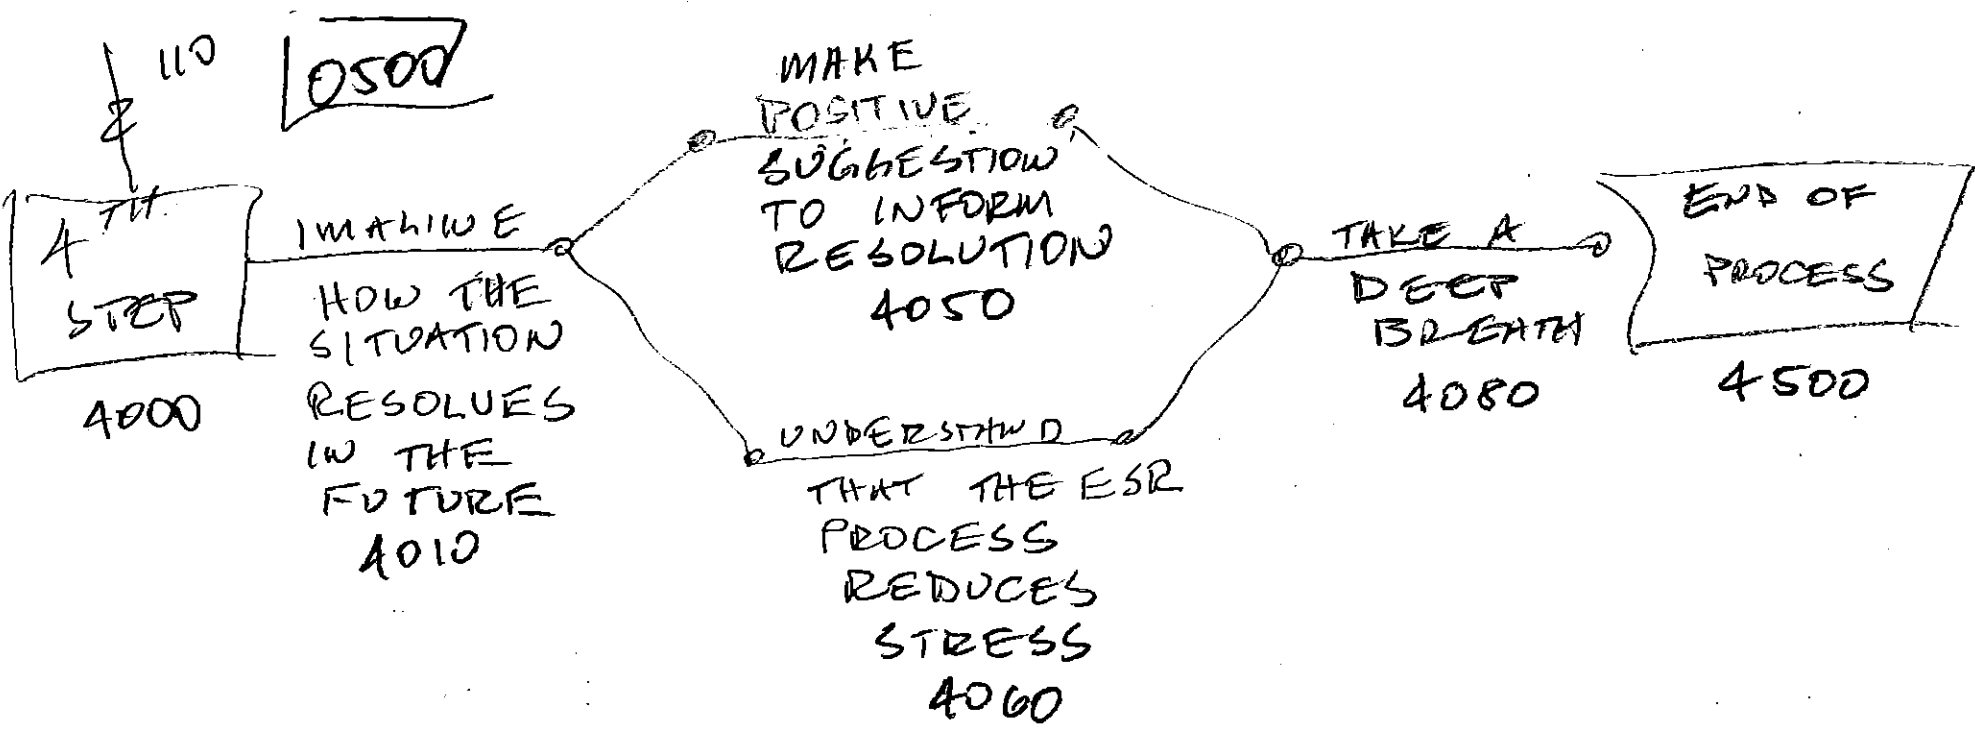 110
0500
4TH
STEP
4000
IMAGINE
HOW THE
SITUATION
RESOLVES
IN THE
FUTURE
4010
MAKE
POSITIVE
SUGGESTION
TO INFORM
RESOLUTION
4050
UNDERSTAND
THAT THE ESR
PROCESS
REDUCES
STRESS
4060
TAKE A
DEEP
BREATH
4080
END OF
PROCESS
4500